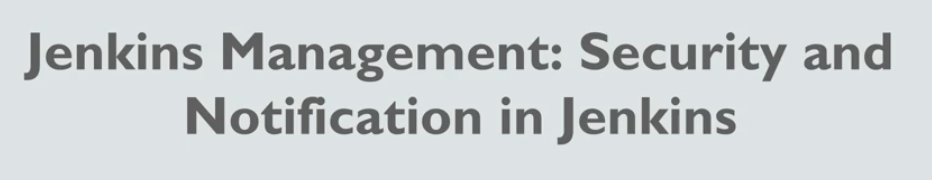 Jenkins Management: Security and
Notification in Jenkins